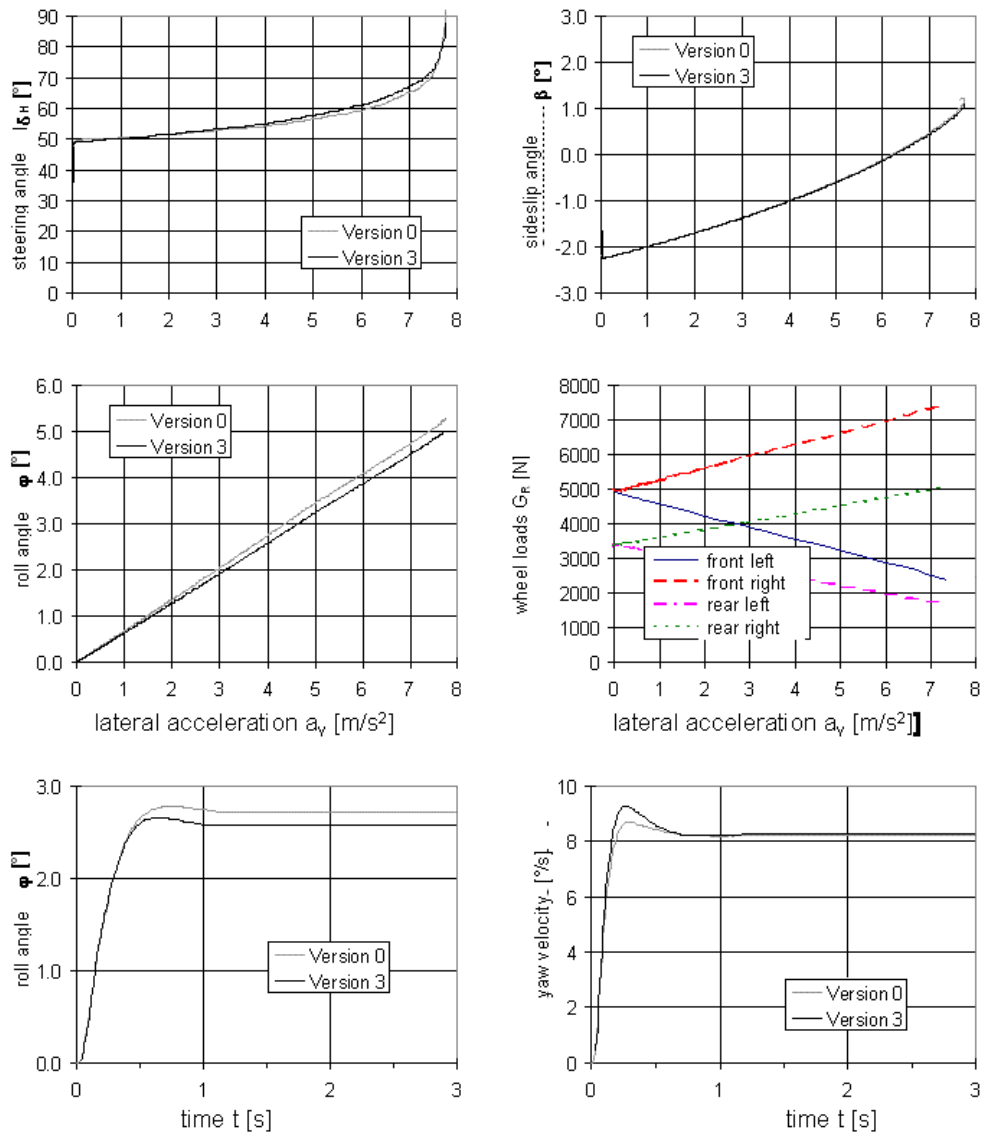 steering angle | δ H [°]
90
80
70
60
50
40
30
20
10
0
Version 0
Version 3
0 1 2 3 4 5 6 7 8
sideslip angle β [°]
3.0
2.0
1.0
0.0
-1.0
-2.0
-3.0
Version 0
Version 3
0 1 2 3 4 5 6 7 8
roll angle φ [°]
6.0
5.0
4.0
3.0
2.0
1.0
0.0
Version 0
Version 3
0 1 2 3 4 5 6 7 8
lateral acceleration aᵧ [m/s²]
wheel loads G_R [N]
8000
7000
6000
5000
4000
3000
2000
1000
0
front left
front right
rear left
rear right
0 1 2 3 4 5 6 7 8
lateral acceleration aᵧ [m/s²]]
roll angle φ [°]
3.0
2.0
1.0
0.0
Version 0
Version 3
0 1 2 3
time t [s]
yaw velocity [°/s]
10
8
6
4
2
0
Version 0
Version 3
0 1 2 3
time t [s]